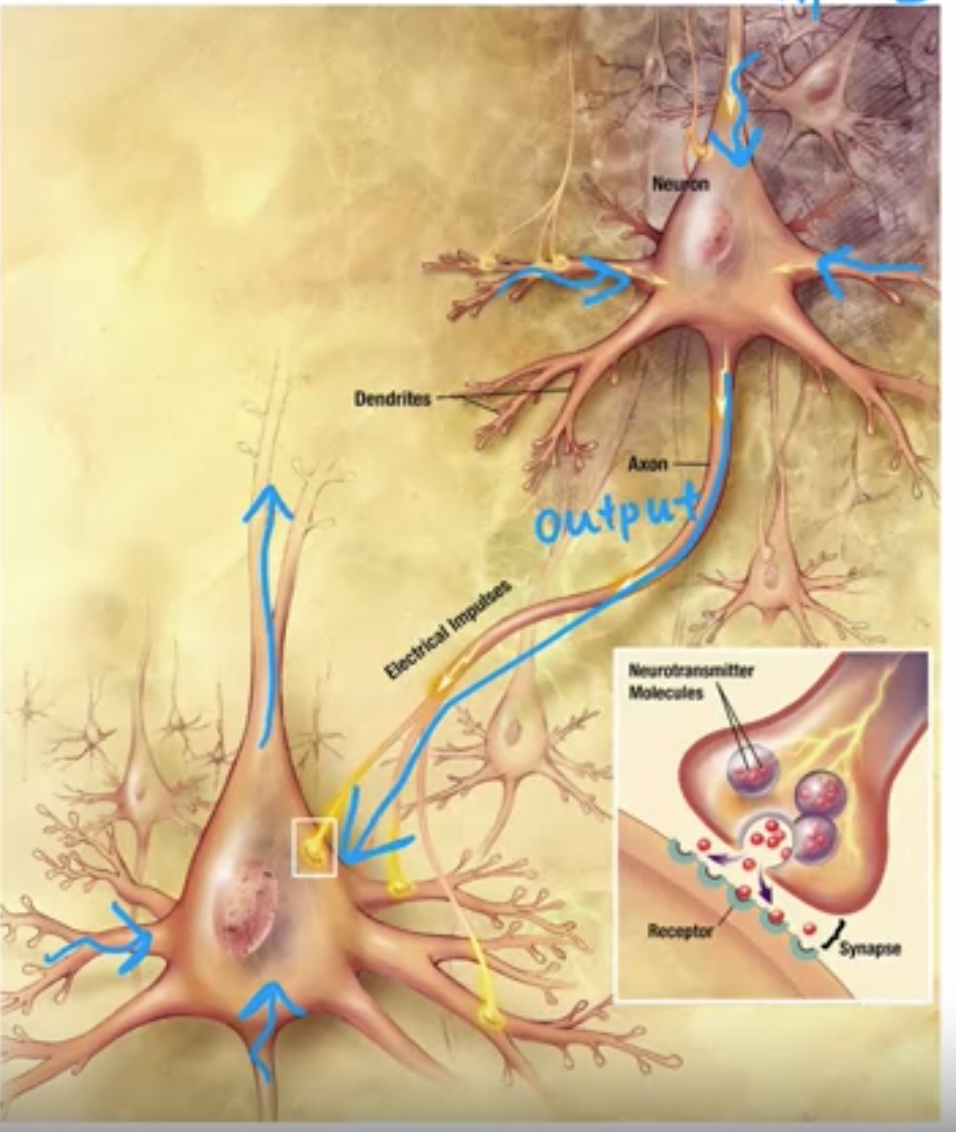 Neuron
Dendrites
Axon
output
Electrical Impulses
Neurotransmitter
Molecules
Receptor
Synapse